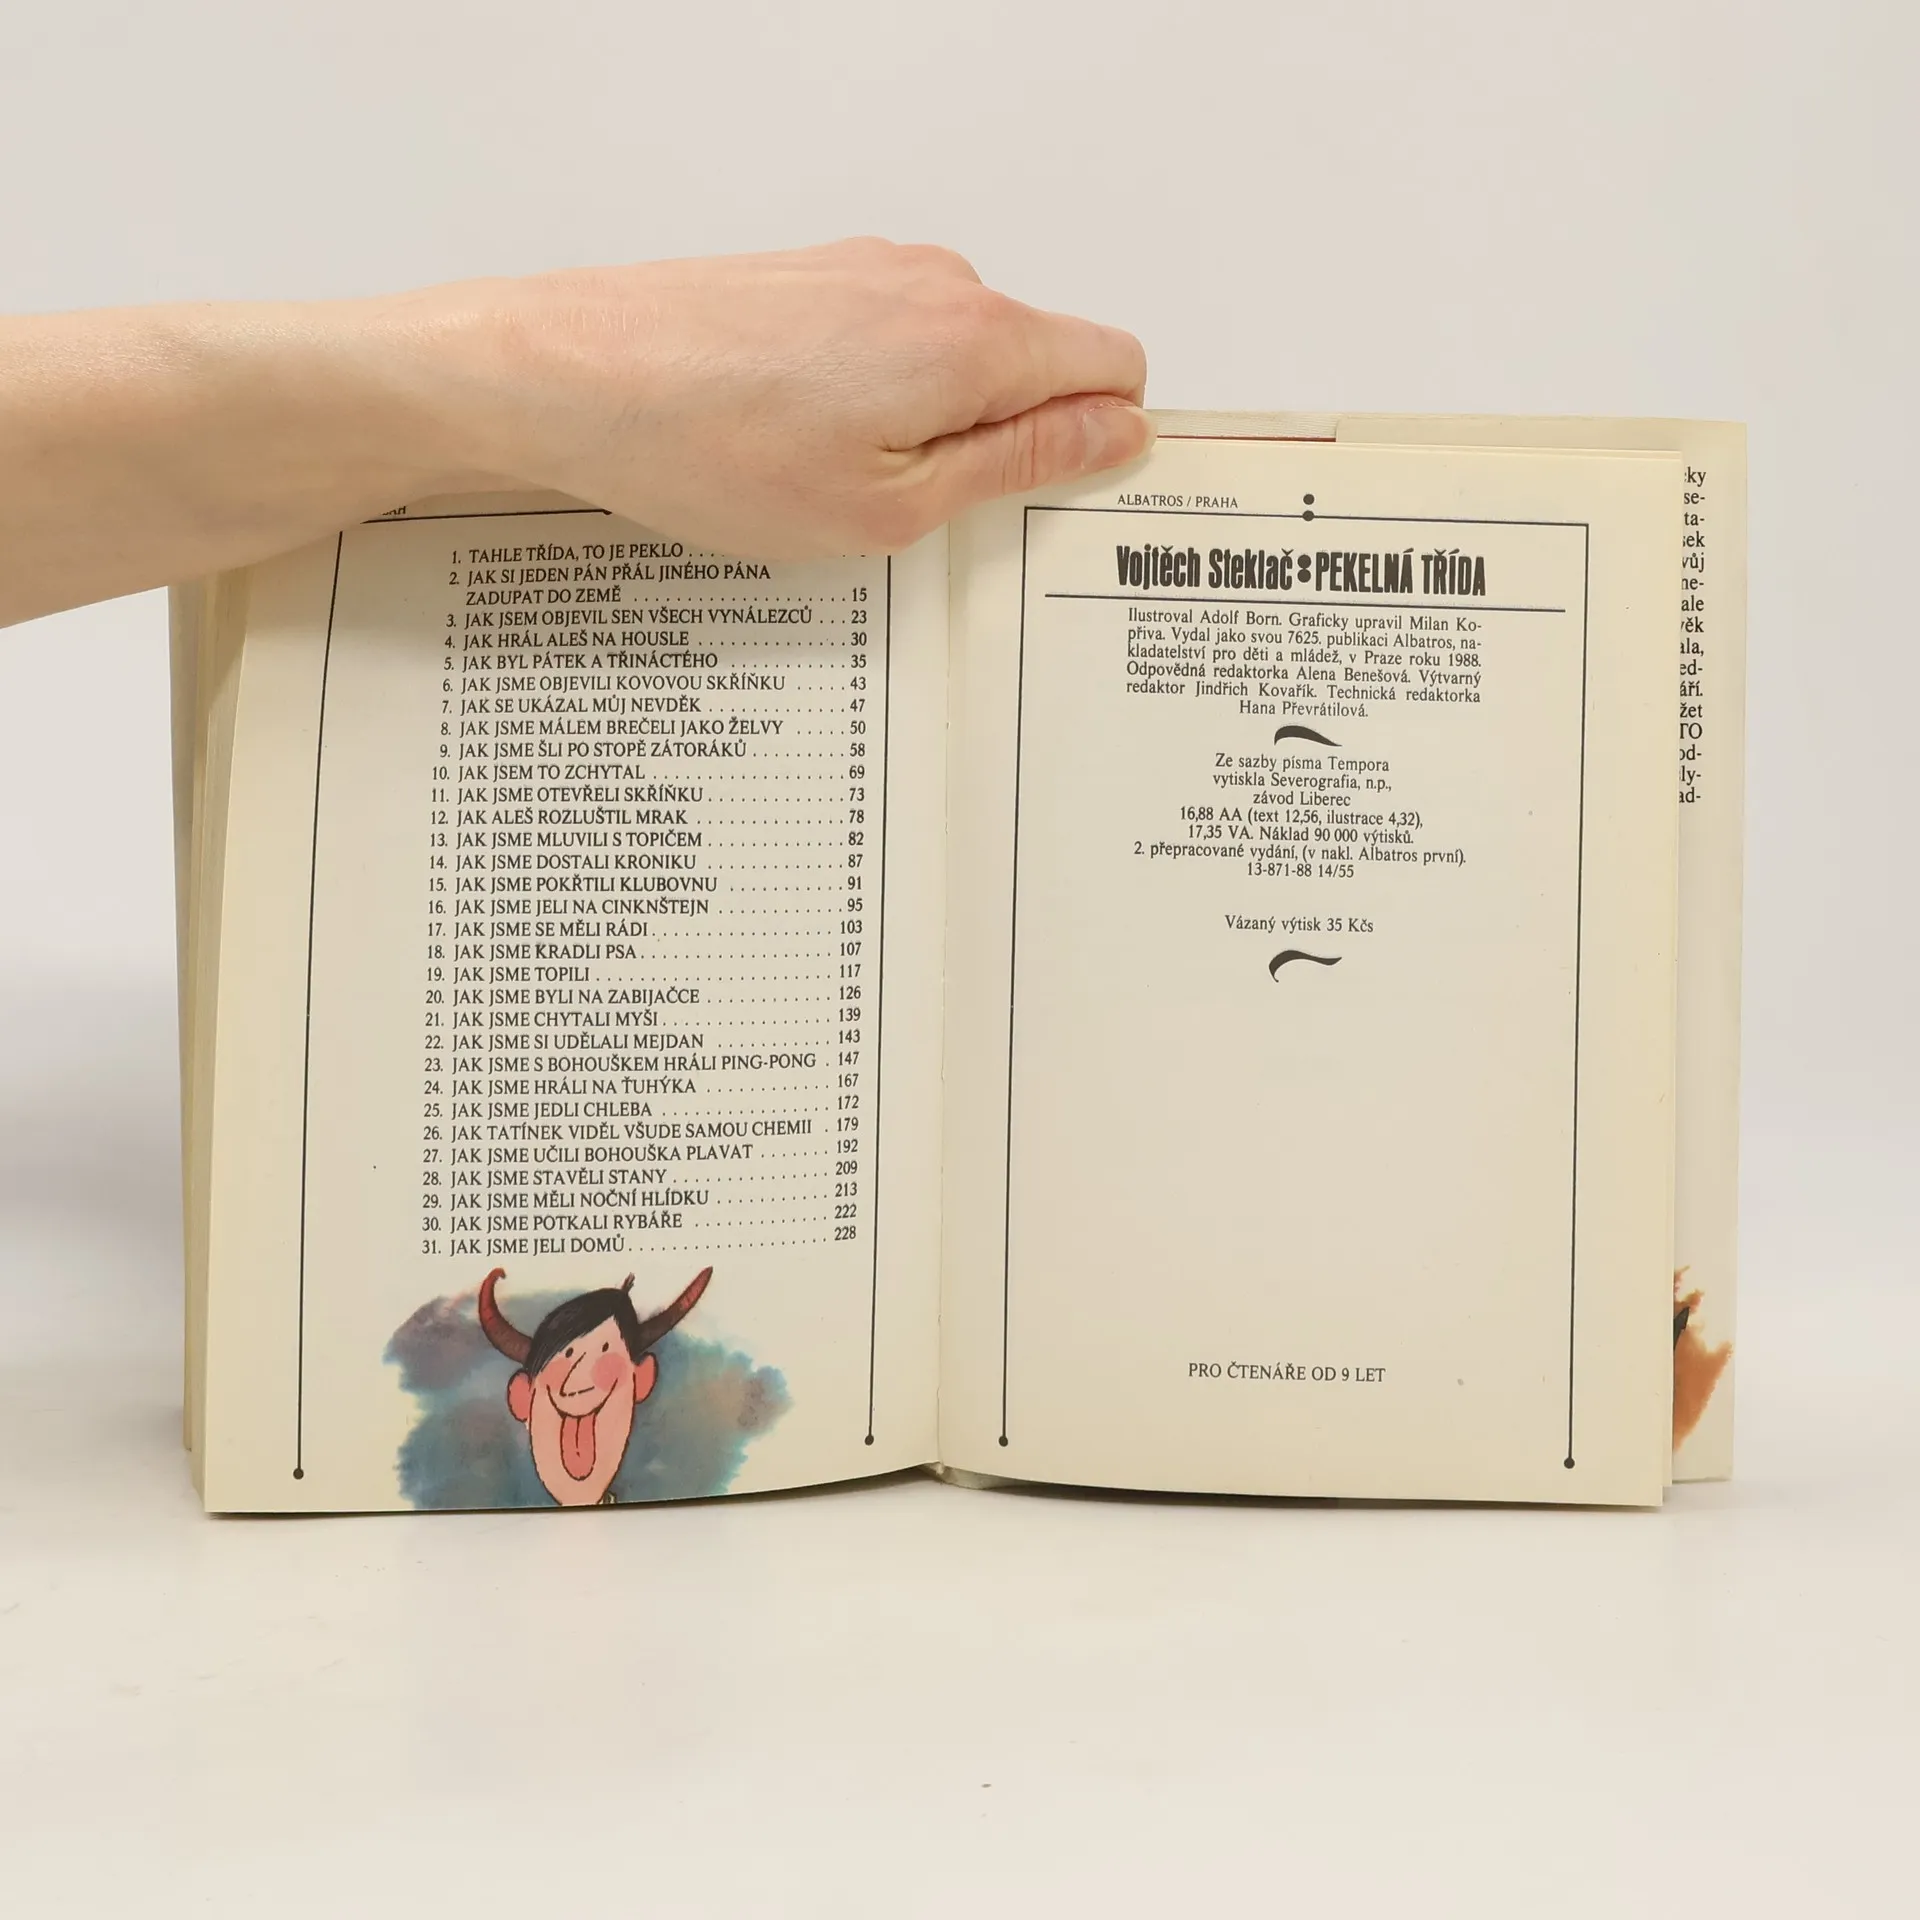 1. TAHLE TŘÍDA, TO JE PEKLO . . . .
2. JAK SI JEDEN PÁN PŘÁL JINÉHO PÁNA
ZADUPAT DO ZEMĚ . . . . . . . . . . . . . . . . . . . 15
3. JAK JSEM OBJEVIL SEN VŠECH VYNÁLEZCŮ . . . 23
4. JAK HRÁL ALEŠ NA HOUSLE . . . . . . . . . . . . . 30
5. JAK BYL PÁTEK A TŘINÁCTÉHO . . . . . . . . . . 35
6. JAK JSME OBJEVILI KOVOVOU SKŘÍŇKU . . . . . 43
7. JAK SE UKÁZAL MŮJ NEVDĚK . . . . . . . . . . . . 47
8. JAK JSME MÁLEM BREČELI JAKO ŽELVY . . . . . 50
9. JAK JSME ŠLI PO STOPĚ ZÁTORÁKŮ . . . . . . . . 58
10. JAK JSEM TO ZCHYTAL . . . . . . . . . . . . . . . . . 69
11. JAK JSME OTEVŘELI SKŘÍŇKU . . . . . . . . . . . . 73
12. JAK ALEŠ ROZLUŠTIL MRAK . . . . . . . . . . . . . 78
13. JAK JSME MLUVILI S TOPIČEM . . . . . . . . . . . . 82
14. JAK JSME DOSTALI KRONIKU . . . . . . . . . . . . 87
15. JAK JSME POKŘTILI KLUBOVNU . . . . . . . . . . 91
16. JAK JSME JELI NA CINKNŠTEJN . . . . . . . . . . . 95
17. JAK JSME SE MĚLI RÁDI . . . . . . . . . . . . . . . . 103
18. JAK JSME KRADLI PSA . . . . . . . . . . . . . . . . . 107
19. JAK JSME TOPILI . . . . . . . . . . . . . . . . . . . . . 117
20. JAK JSME BYLI NA ZABIJAČCE . . . . . . . . . . . 126
21. JAK JSME CHYTALI MYŠI . . . . . . . . . . . . . . . 139
22. JAK JSME SI UDĚLALI MEJDAN . . . . . . . . . . 143
23. JAK JSME S BOHOUŠKEM HRÁLI PING-PONG . 147
24. JAK JSME HRÁLI NA ŤUHÝKA . . . . . . . . . . . 167
25. JAK JSME JEDLI CHLEBA . . . . . . . . . . . . . . . 172
26. JAK TATÍNEK VIDĚL VŠUDE SAMOU CHEMII . 179
27. JAK JSME UČILI BOHOUŠKA PLAVAT . . . . . . . 192
28. JAK JSME STAVĚLI STANY . . . . . . . . . . . . . . 209
29. JAK JSME MĚLI NOČNÍ HLÍDKU . . . . . . . . . . 213
30. JAK JSME POTKALI RYBÁŘE . . . . . . . . . . . . 222
31. JAK JSME JELI DOMŮ . . . . . . . . . . . . . . . . . . 228
ALBATROS / PRAHA
Vojtěch Steklač : PEKELNÁ TŘÍDA
Ilustroval Adolf Born. Graficky upravil Milan Ko-
přiva. Vydal jako svou 7625. publikaci Albatros, na-
kladatelství pro děti a mládež, v Praze roku 1988.
Odpovědná redaktorka Alena Benešová. Výtvarný
redaktor Jindřich Kovařík. Technická redaktorka
Hana Převrátilová.
Ze sazby písma Tempora
vytiskla Severografia, n.p.,
závod Liberec
16,88 AA (text 12,56, ilustrace 4,32),
17,35 VA. Náklad 90 000 výtisků.
2. přepracované vydání, (v nakl. Albatros první).
13-871-88 14/55
Vázaný výtisk 35 Kčs
PRO ČTENÁŘE OD 9 LET